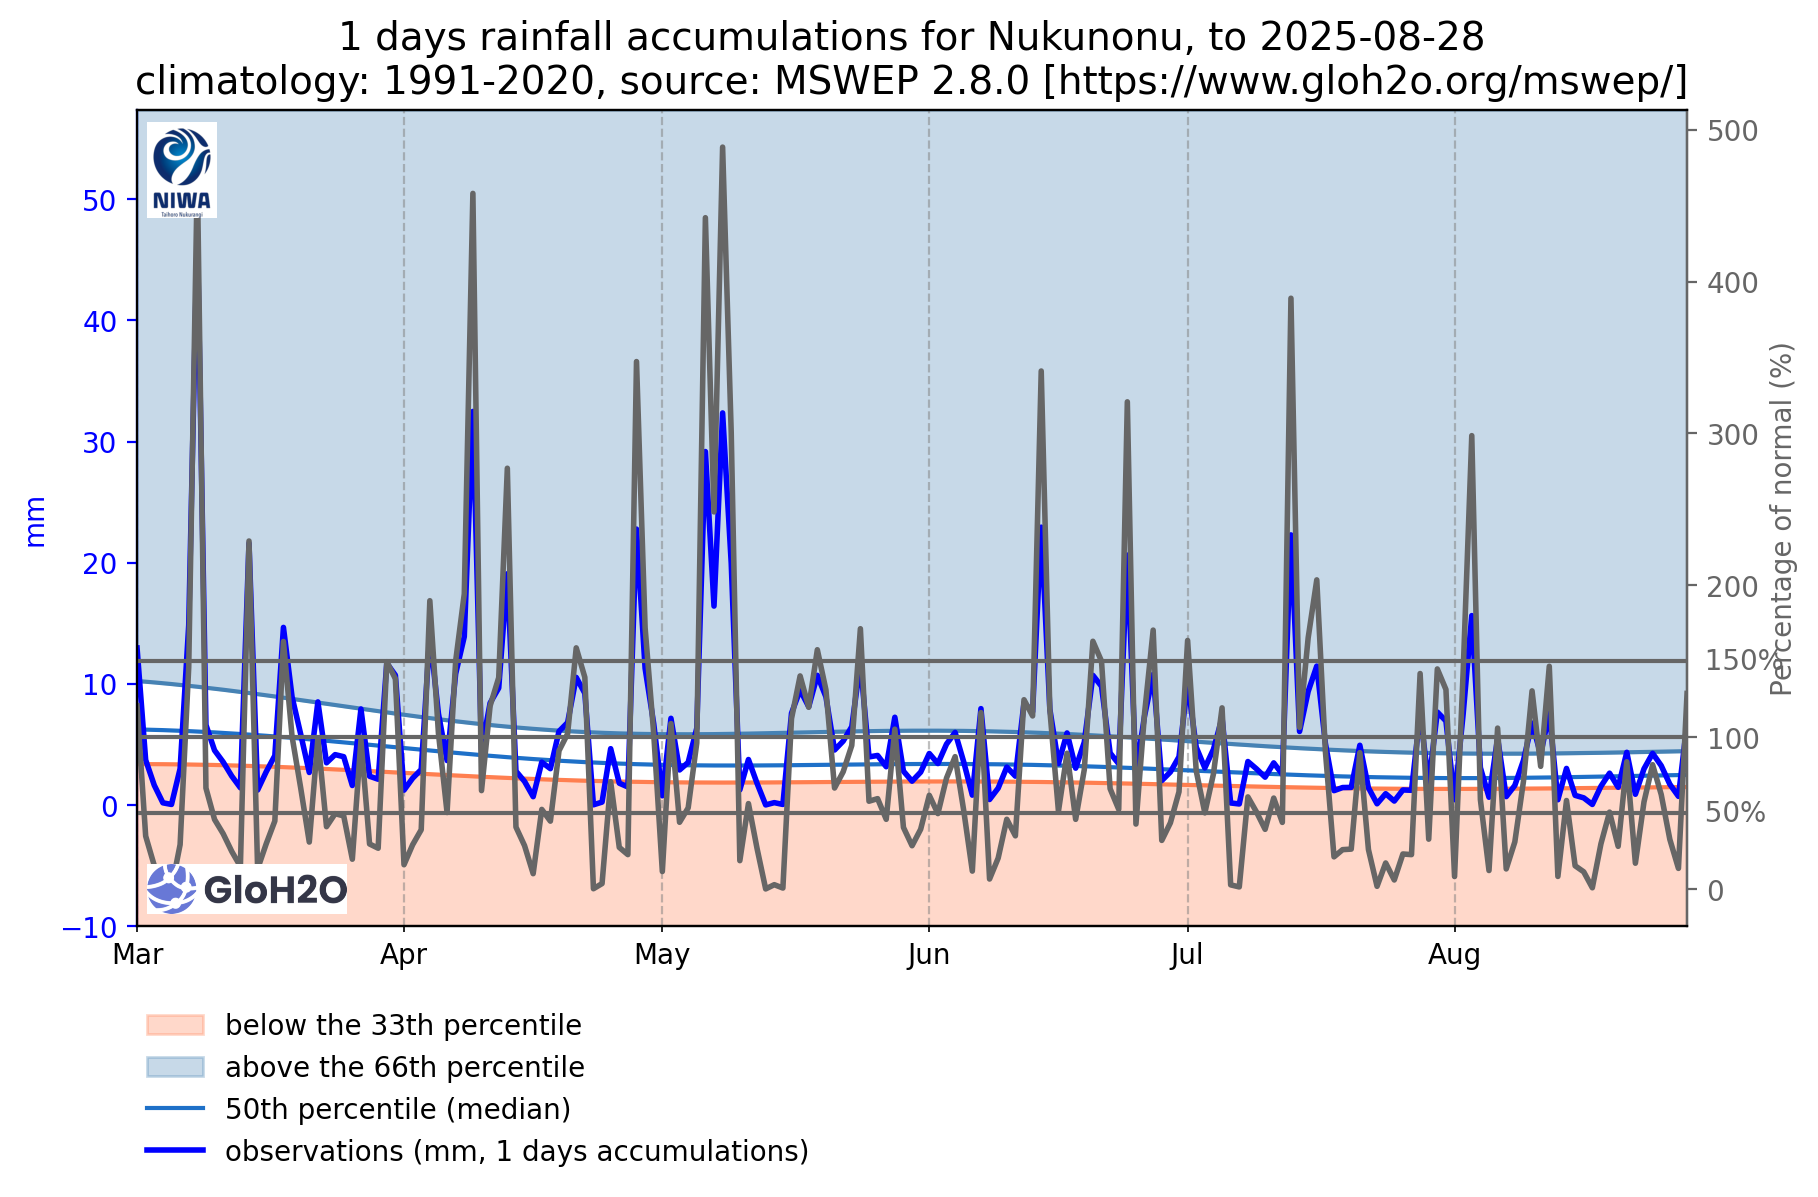 1 days rainfall accumulations for Nukunonu, to 2025-08-28
climatology: 1991-2020, source: MSWEP 2.8.0 [https://www.gloh2o.org/mswep/]
NIWA
Taihoro Nukurangi
50
40
30
20
10
0
−10
mm
500
400
300
200
150%
100
50%
0
Percentage of normal (%)
GloH2O
Mar
Apr
May
Jun
Jul
Aug
below the 33th percentile
above the 66th percentile
50th percentile (median)
observations (mm, 1 days accumulations)